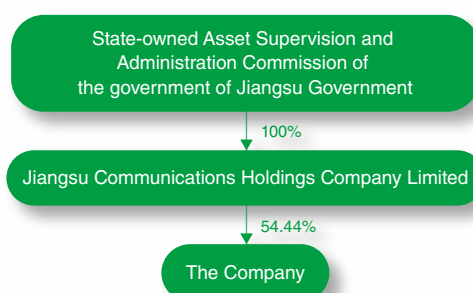 State-owned Asset Supervision and
Administration Commission of
the government of Jiangsu Government
100%
Jiangsu Communications Holdings Company Limited
54.44%
The Company